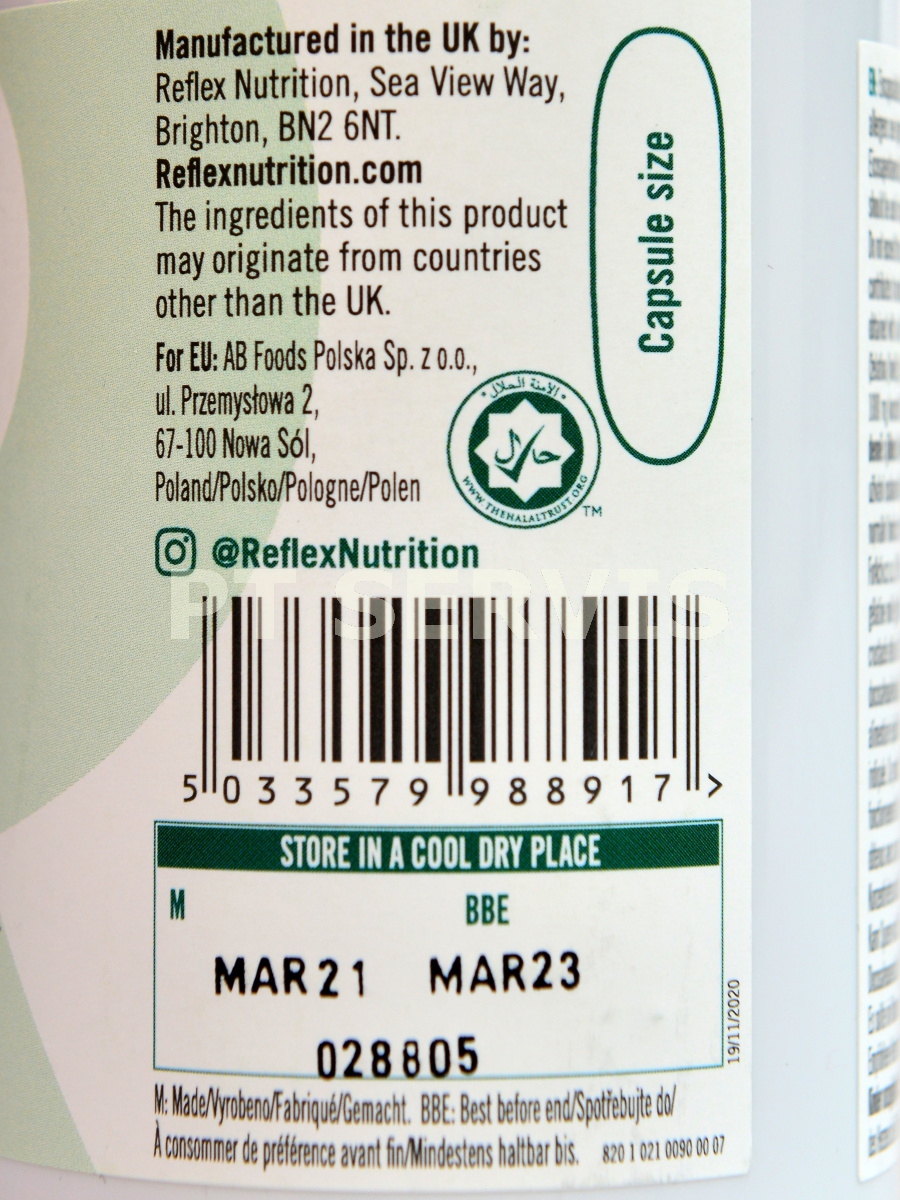 Manufactured in the UK by:
Reflex Nutrition, Sea View Way,
Brighton, BN2 6NT.
Reflexnutrition.com
The ingredients of this product
may originate from countries
other than the UK.
Capsule size
For EU: AB Foods Polska Sp. z o.o.,
ul. Przemysłowa 2,
67-100 Nowa Sól,
Poland/Polsko/Pologne/Polen
الأمنة الحلال
حلال
WWW.THEHALALTRUST.ORG
TM
@ReflexNutrition
PT SERVIS
5 033579 988917 >
STORE IN A COOL DRY PLACE
M BBE
MAR21 MAR23
028805
19/11/2020
M: Made/Vyrobeno/Fabriqué/Gemacht. BBE: Best before end/Spotřebujte do/
À consommer de préférence avant fin/Mindestens haltbar bis. 820 1 021 0090 00 07